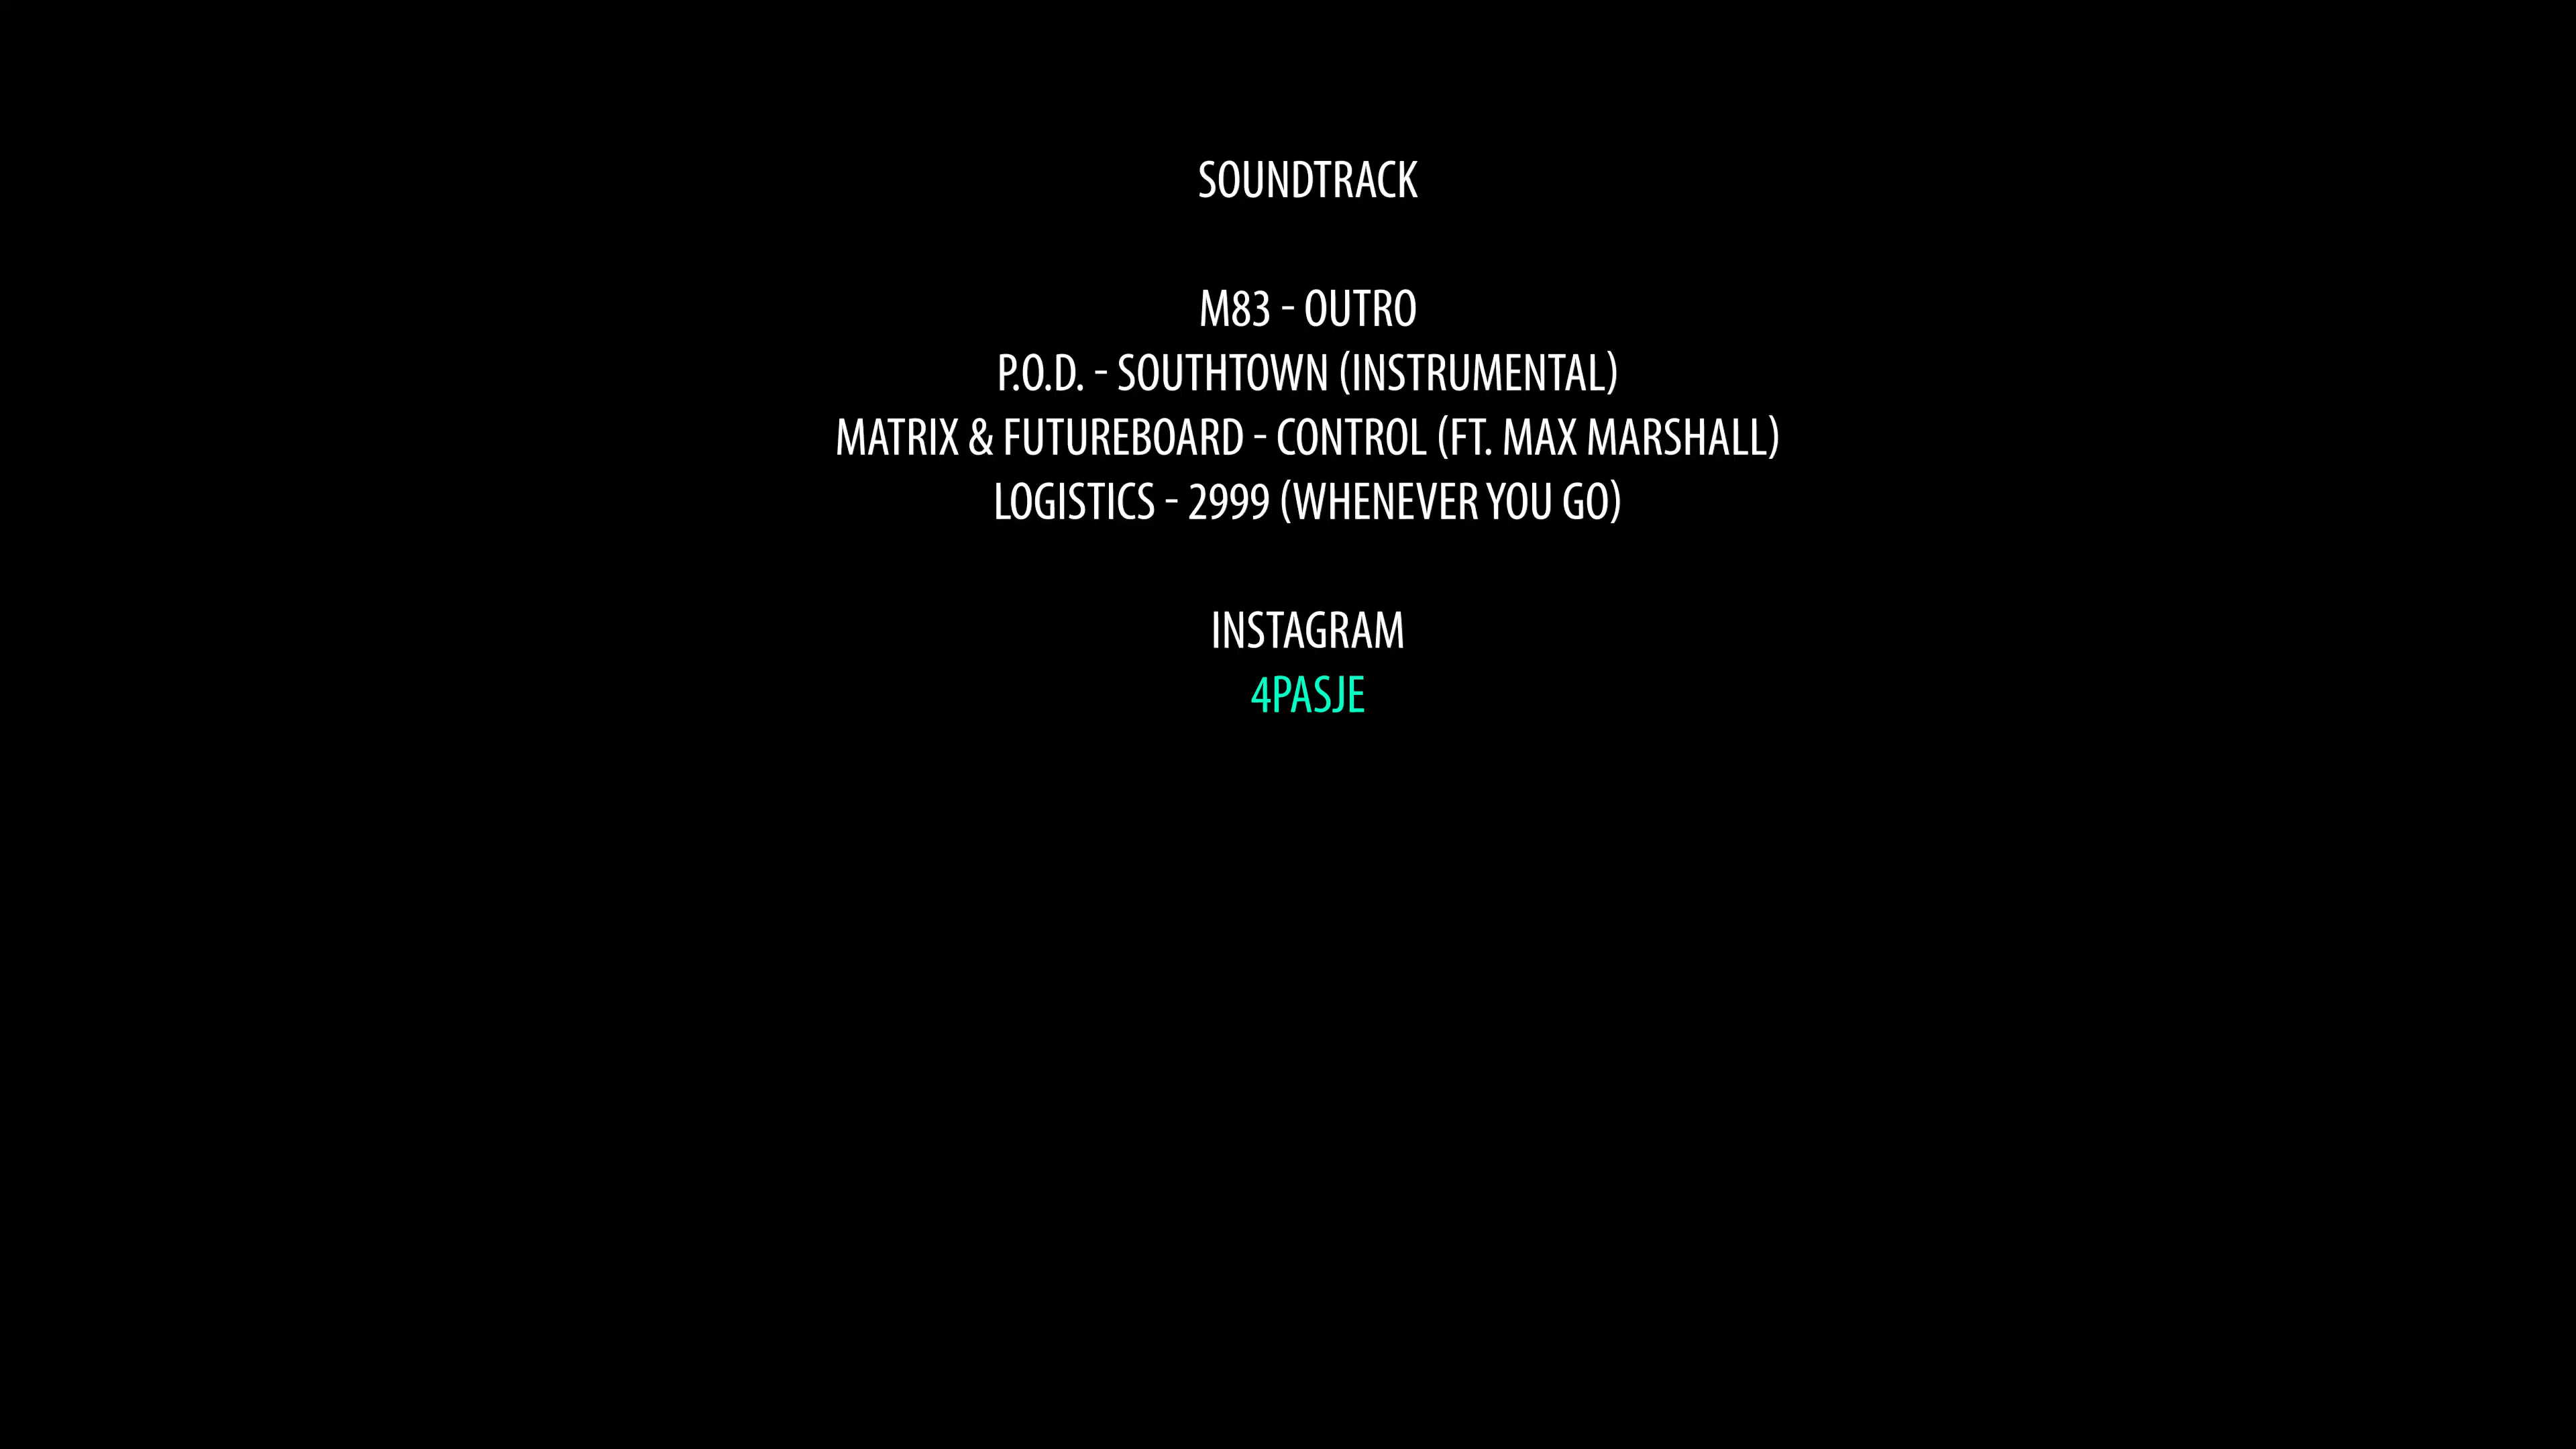 SOUNDTRACK
M83 - OUTRO
P.O.D. - SOUTHTOWN (INSTRUMENTAL)
MATRIX & FUTUREBOARD - CONTROL (FT. MAX MARSHALL)
LOGISTICS - 2999 (WHENEVER YOU GO)
INSTAGRAM
4PASJE